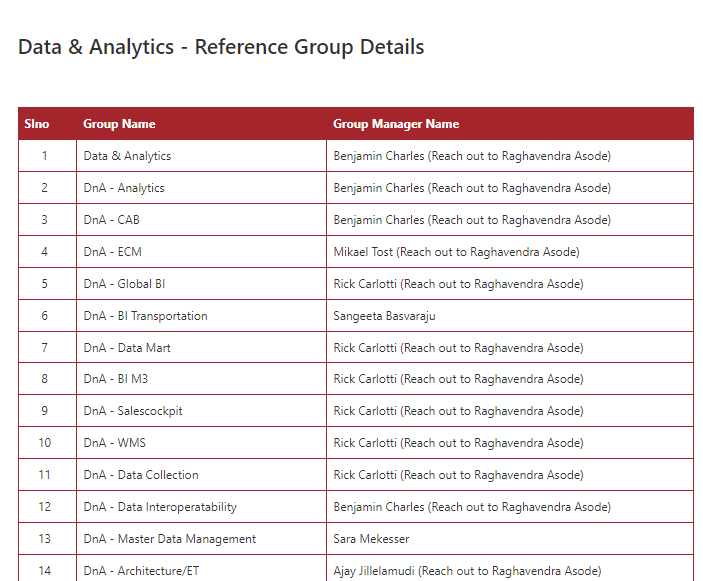 Data & Analytics - Reference Group Details
Slno Group Name Group Manager Name
1 Data & Analytics Benjamin Charles (Reach out to Raghavendra Asode)
2 DnA - Analytics Benjamin Charles (Reach out to Raghavendra Asode)
3 DnA - CAB Benjamin Charles (Reach out to Raghavendra Asode)
4 DnA - ECM Mikael Tost (Reach out to Raghavendra Asode)
5 DnA - Global BI Rick Carlotti (Reach out to Raghavendra Asode)
6 DnA - BI Transportation Sangeeta Basvaraju
7 DnA - Data Mart Rick Carlotti (Reach out to Raghavendra Asode)
8 DnA - BI M3 Rick Carlotti (Reach out to Raghavendra Asode)
9 DnA - Salescockpit Rick Carlotti (Reach out to Raghavendra Asode)
10 DnA - WMS Rick Carlotti (Reach out to Raghavendra Asode)
11 DnA - Data Collection Rick Carlotti (Reach out to Raghavendra Asode)
12 DnA - Data Interoperatability Benjamin Charles (Reach out to Raghavendra Asode)
13 DnA - Master Data Management Sara Mekesser
14 DnA - Architecture/ET Ajay Jillelamudi (Reach out to Raghavendra Asode)